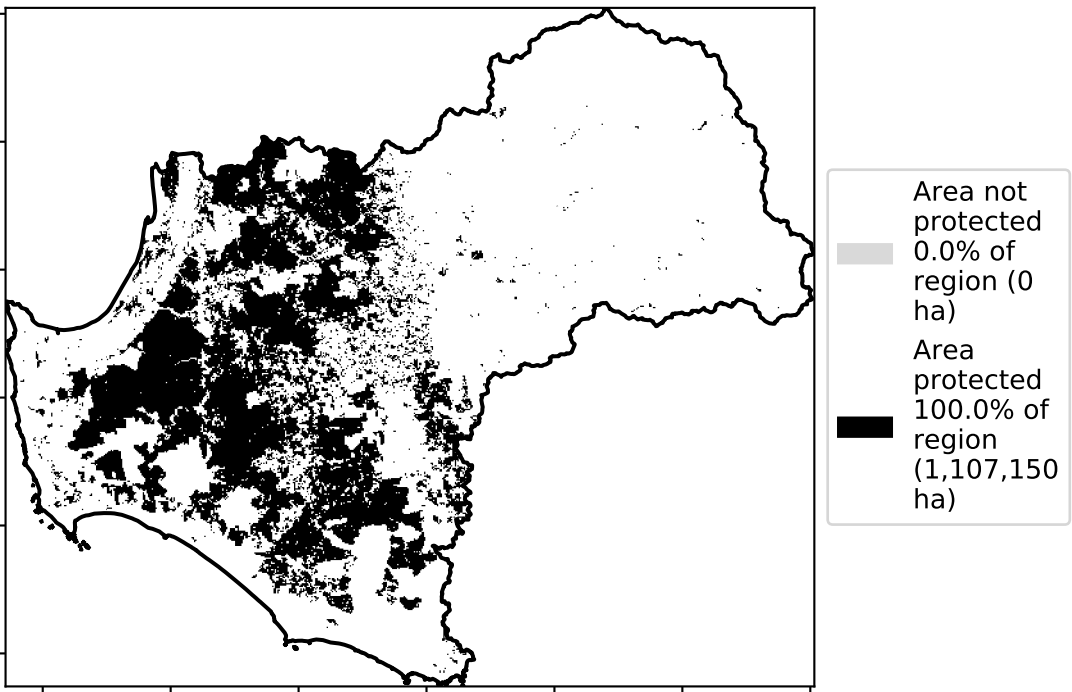 Area not
protected
0.0% of
region (0
ha)
Area
protected
100.0% of
region
(1,107,150
ha)